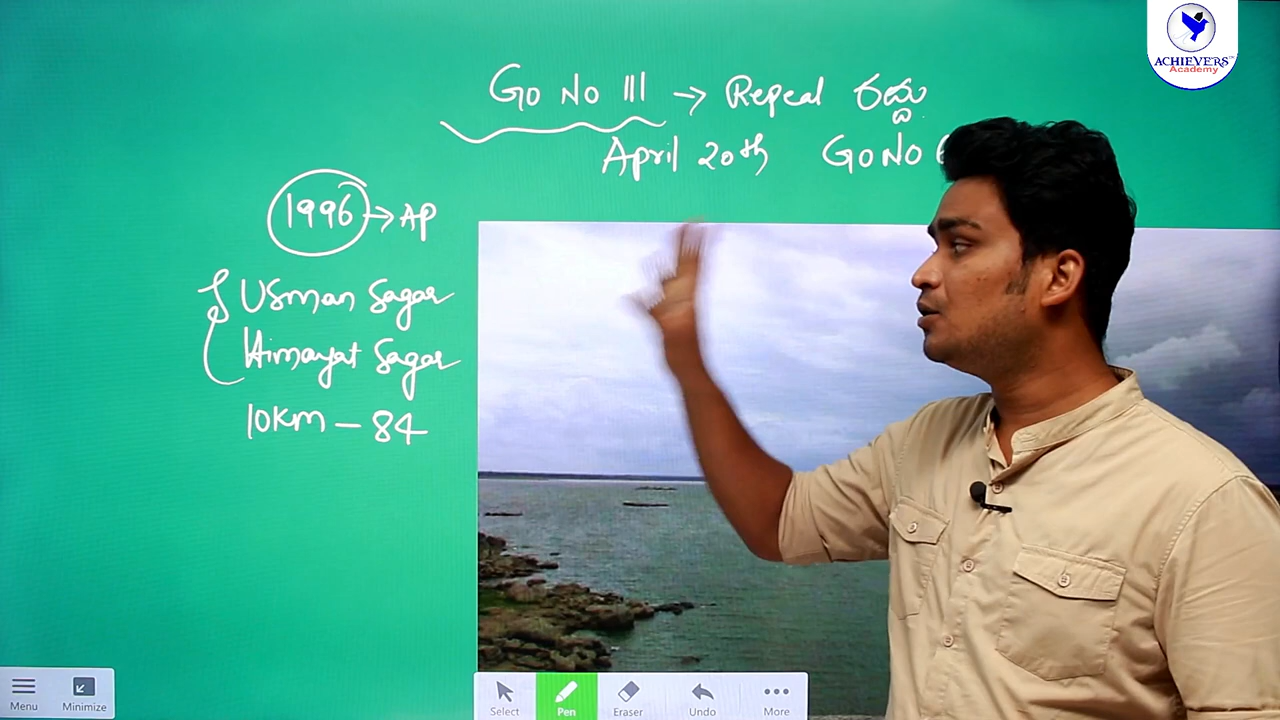 ACHIEVERS
Academy
GO NO 111 → Repeal రద్దు
April 20th GO NO 6
1996 → AP
Usman Sagar
Himayat Sagar
10KM – 84
Menu
Minimize
Select
Pen
Eraser
Undo
More